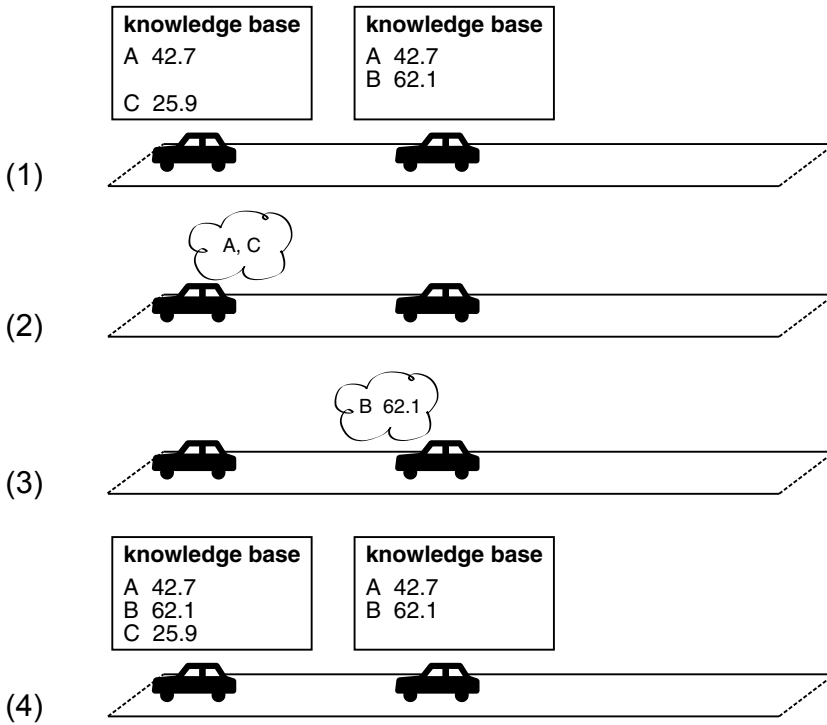 knowledge base
A 42.7
C 25.9
knowledge base
A 42.7
B 62.1
(1)
A, C
(2)
B 62.1
(3)
knowledge base
A 42.7
B 62.1
C 25.9
knowledge base
A 42.7
B 62.1
(4)